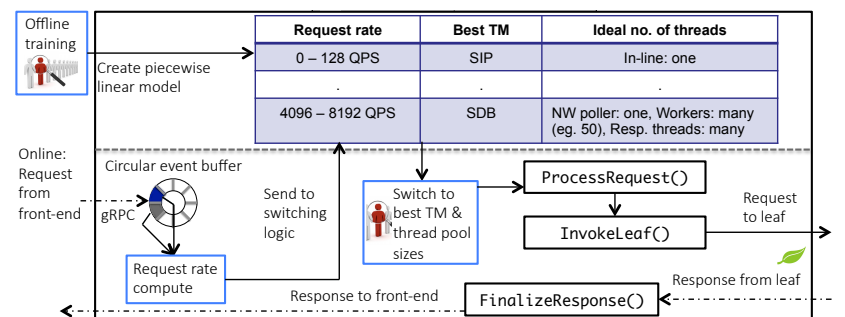 Offline
training
Create piecewise
linear model
Request rate Best TM Ideal no. of threads
0 – 128 QPS SIP In-line: one
. . .
4096 – 8192 QPS SDB NW poller: one, Workers: many
(eg. 50), Resp. threads: many
Online:
Request
from
front-end
Circular event buffer
gRPC
Request rate
compute
Send to
switching
logic
Switch to
best TM &
thread pool
sizes
ProcessRequest()
InvokeLeaf()
Request
to leaf
Response from leaf
FinalizeResponse()
Response to front-end